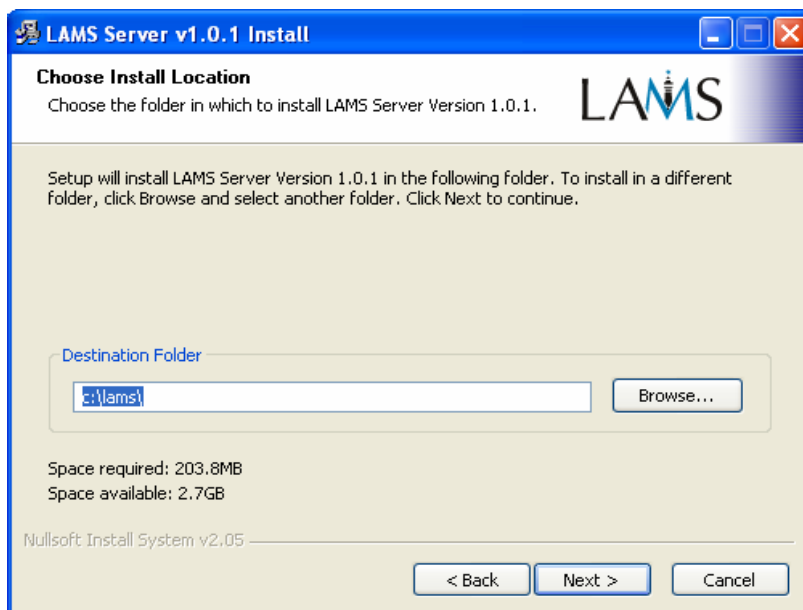 LAMS Server v1.0.1 Install
Choose Install Location
Choose the folder in which to install LAMS Server Version 1.0.1.
LAMS
Setup will install LAMS Server Version 1.0.1 in the following folder. To install in a different
folder, click Browse and select another folder. Click Next to continue.
Destination Folder
c:\lams\
Browse...
Space required: 203.8MB
Space available: 2.7GB
Nullsoft Install System v2.05
< Back Next > Cancel